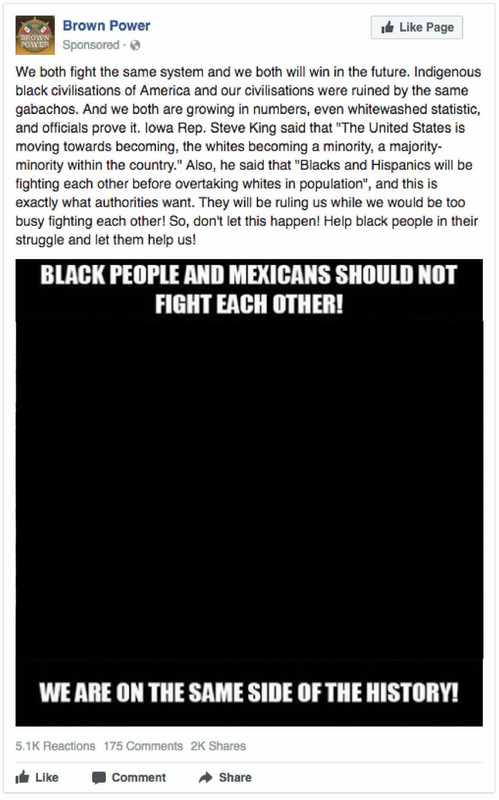 Brown Power
Like Page
BROWN
POWER
Sponsored ·
We both fight the same system and we both will win in the future. Indigenous
black civilisations of America and our civilisations were ruined by the same
gabachos. And we both are growing in numbers, even whitewashed statistic,
and officials prove it. Iowa Rep. Steve King said that "The United States is
moving towards becoming, the whites becoming a minority, a majority-
minority within the country." Also, he said that "Blacks and Hispanics will be
fighting each other before overtaking whites in population", and this is
exactly what authorities want. They will be ruling us while we would be too
busy fighting each other! So, don't let this happen! Help black people in their
struggle and let them help us!
BLACK PEOPLE AND MEXICANS SHOULD NOT
FIGHT EACH OTHER!
WE ARE ON THE SAME SIDE OF THE HISTORY!
5.1K Reactions 175 Comments 2K Shares
Like Comment Share